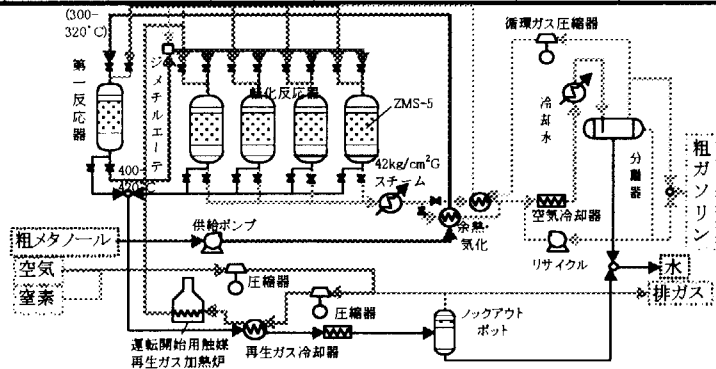 (300-
320℃)
第一反応器
ジメチルエーテ
転化反応器
ZMS-5
循環ガス圧縮器
冷却水
分離器
粗ガソリン
400-
420℃
42kg/cm²G
スチーム
空気冷却器
余熱・
気化
供給ポンプ
粗メタノール
リサイクル
空気
窒素
圧縮器
圧縮器
水
排ガス
ノックアウト
ポット
運転開始用触媒
再生ガス加熱炉
再生ガス冷却器